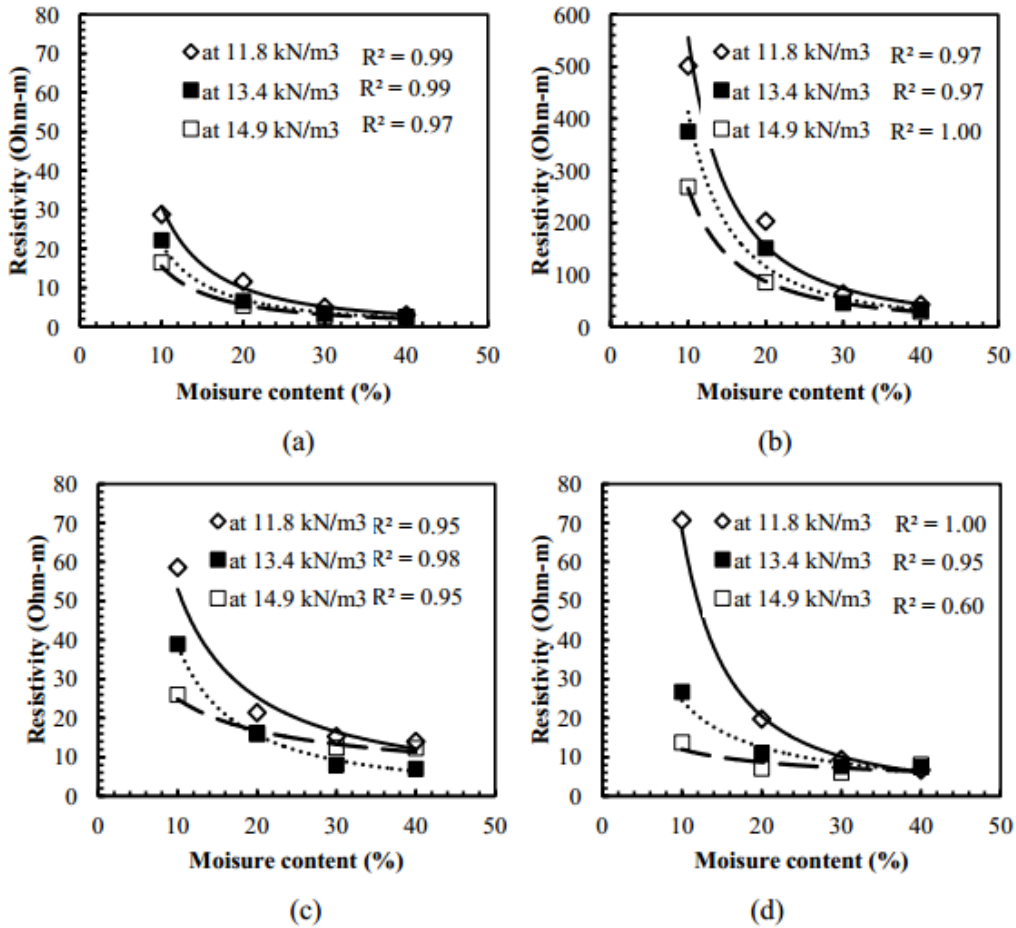 80
70
60
50
40
30
20
10
0
Resistivity (Ohm-m)
at 11.8 kN/m3 R² = 0.99
at 13.4 kN/m3 R² = 0.99
at 14.9 kN/m3 R² = 0.97
0 10 20 30 40 50
Moisure content (%)
(a)
600
500
400
300
200
100
0
Resistivity (Ohm-m)
at 11.8 kN/m3 R² = 0.97
at 13.4 kN/m3 R² = 0.97
at 14.9 kN/m3 R² = 1.00
0 10 20 30 40 50
Moisure content (%)
(b)
80
70
60
50
40
30
20
10
0
Resistivity (Ohm-m)
at 11.8 kN/m3 R² = 0.95
at 13.4 kN/m3 R² = 0.98
at 14.9 kN/m3 R² = 0.95
0 10 20 30 40 50
Moisure content (%)
(c)
80
70
60
50
40
30
20
10
0
Resistivity (Ohm-m)
at 11.8 kN/m3 R² = 1.00
at 13.4 kN/m3 R² = 0.95
at 14.9 kN/m3 R² = 0.60
0 10 20 30 40 50
Moisure content (%)
(d)